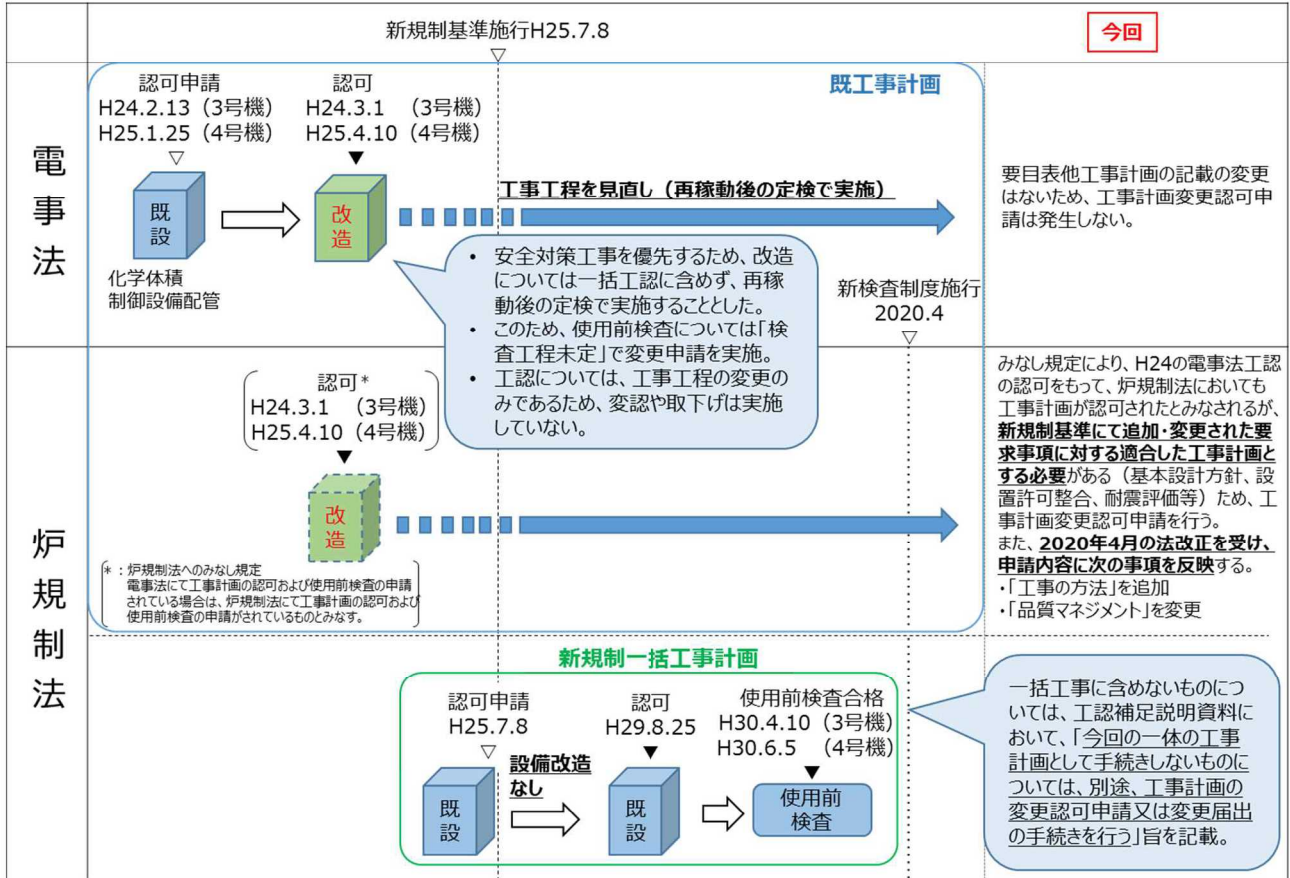 新規制基準施行H25.7.8
今回
電事法
既工事計画
認可申請
H24.2.13（3号機）
H25.1.25（4号機）
認可
H24.3.1　（3号機）
H25.4.10（4号機）
既設
改造
化学体積
制御設備配管
工事工程を見直し（再稼動後の定検で実施）
・ 安全対策工事を優先するため、改造
については一括工認に含めず、再稼
動後の定検で実施することとした。
・ このため、使用前検査については「検
査工程未定」で変更申請を実施。
・ 工認については、工事工程の変更の
みであるため、変認や取下げは実施
していない。
新検査制度施行
2020.4
要目表他工事計画の記載の変更
はないため、工事計画変更認可申
請は発生しない。
炉規制法
認可*
H24.3.1　（3号機）
H25.4.10（4号機）
改造
*：炉規制法へのみなし規定
電事法にて工事計画の認可および使用前検査の申請
されている場合は、炉規制法にて工事計画の認可および
使用前検査の申請がされているものとみなす。
みなし規定により、H24の電事法工認
の認可をもって、炉規制法においても
工事計画が認可されたとみなされるが、
新規制基準にて追加・変更された要
求事項に対する適合した工事計画と
する必要がある（基本設計方針、設
置許可整合、耐震評価等）ため、工
事計画変更認可申請を行う。
また、2020年4月の法改正を受け、
申請内容に次の事項を反映する。
・「工事の方法」を追加
・「品質マネジメント」を変更
新規制一括工事計画
認可申請
H25.7.8
認可
H29.8.25
使用前検査合格
H30.4.10（3号機）
H30.6.5　（4号機）
設備改造
なし
既設
既設
使用前
検査
一括工事に含めないものにつ
いては、工認補足説明資料に
おいて、「今回の一体の工事
計画として手続きしないものに
ついては、別途、工事計画の
変更認可申請又は変更届出
の手続きを行う」旨を記載。